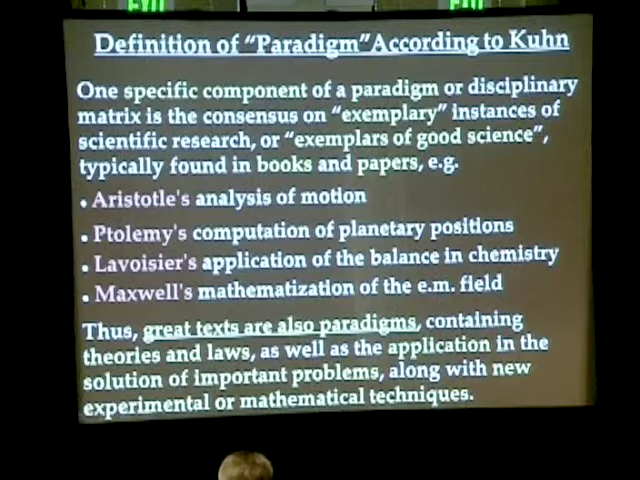 EXIT
EXIT
Definition of "Paradigm" According to Kuhn
One specific component of a paradigm or disciplinary
matrix is the consensus on "exemplary" instances of
scientific research, or "exemplars of good science",
typically found in books and papers, e.g.
• Aristotle's analysis of motion
• Ptolemy's computation of planetary positions
• Lavoisier's application of the balance in chemistry
• Maxwell's mathematization of the e.m. field
Thus, great texts are also paradigms, containing
theories and laws, as well as the application in the
solution of important problems, along with new
experimental or mathematical techniques.